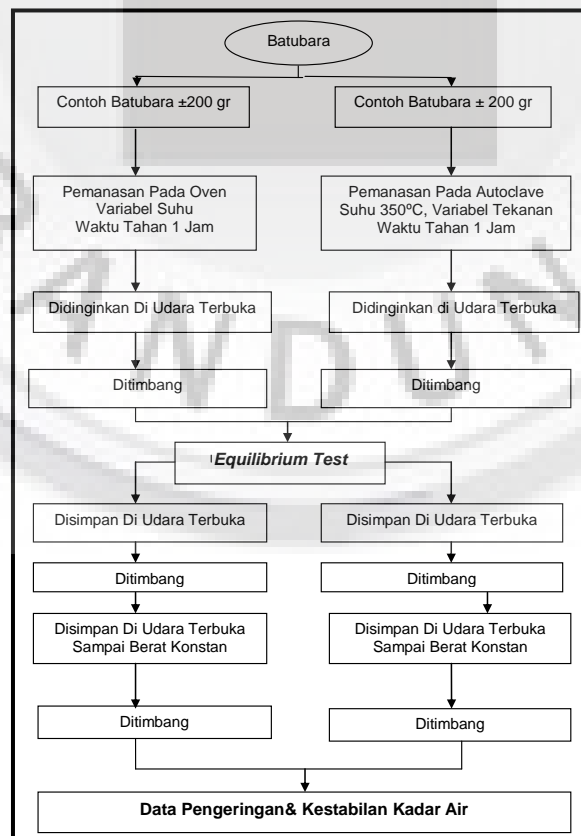 Batubara
Contoh Batubara ±200 gr
Contoh Batubara ± 200 gr
Pemanasan Pada Oven
Variabel Suhu
Waktu Tahan 1 Jam
Pemanasan Pada Autoclave
Suhu 350ºC, Variabel Tekanan
Waktu Tahan 1 Jam
Didinginkan Di Udara Terbuka
Didinginkan di Udara Terbuka
Ditimbang
Ditimbang
Equilibrium Test
Disimpan Di Udara Terbuka
Disimpan Di Udara Terbuka
Ditimbang
Ditimbang
Disimpan Di Udara Terbuka
Sampai Berat Konstan
Disimpan Di Udara Terbuka
Sampai Berat Konstan
Ditimbang
Ditimbang
Data Pengeringan& Kestabilan Kadar Air